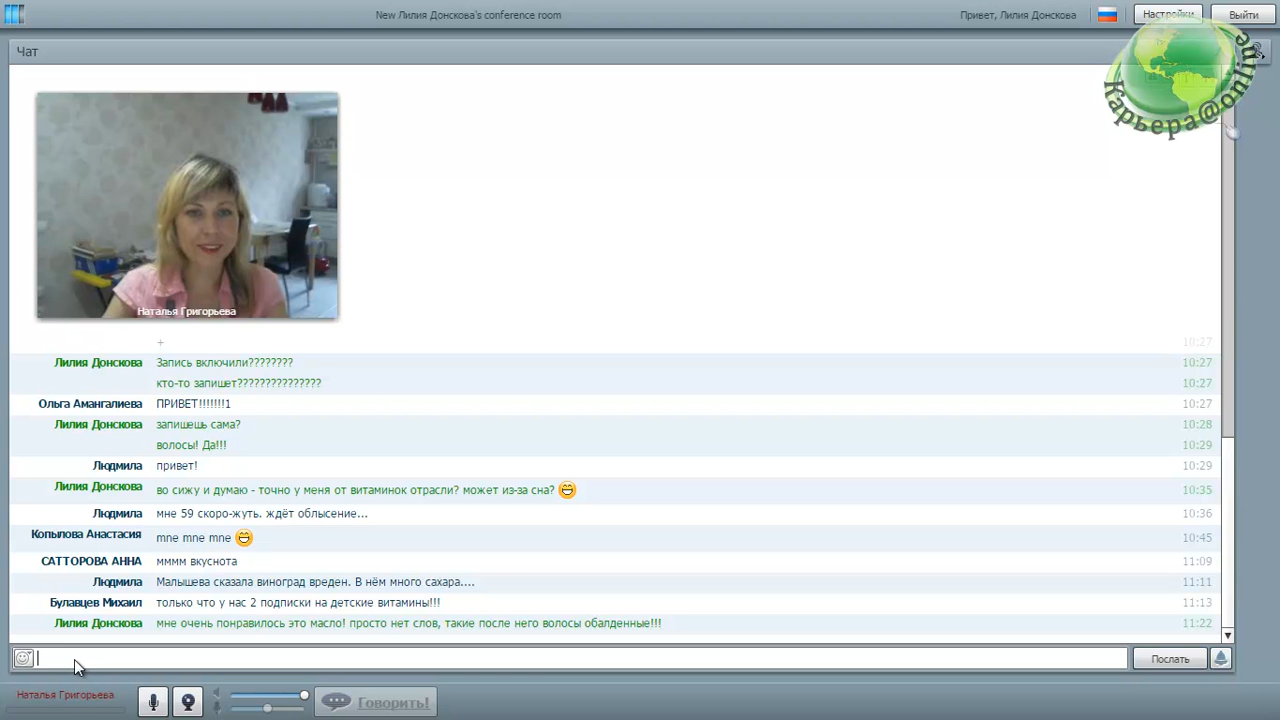 New Лилия Донскова's conference room
Привет, Лилия Донскова
Настройки
Выйти
Чат
Карьера@online
Наталья Григорьева
+ 10:27
Лилия Донскова Запись включили???????? 10:27
кто-то запишет??????????????? 10:27
Ольга Амангалиева ПРИВЕТ!!!!!!!1 10:27
Лилия Донскова запишешь сама? 10:28
волосы! Да!!! 10:29
Людмила привет! 10:29
Лилия Донскова во сижу и думаю - точно у меня от витаминок отрасли? может из-за сна? 10:35
Людмила мне 59 скоро-жуть. ждёт облысение... 10:36
Копылова Анастасия mne mne mne 10:45
САТТОРОВА АННА мммм вкуснота 11:09
Людмила Малышева сказала виноград вреден. В нём много сахара.... 11:11
Булавцев Михаил только что у нас 2 подписки на детские витамины!!! 11:13
Лилия Донскова мне очень понравилось это масло! просто нет слов, такие после него волосы обалденные!!! 11:22
Послать
Наталья Григорьева
Говорить!